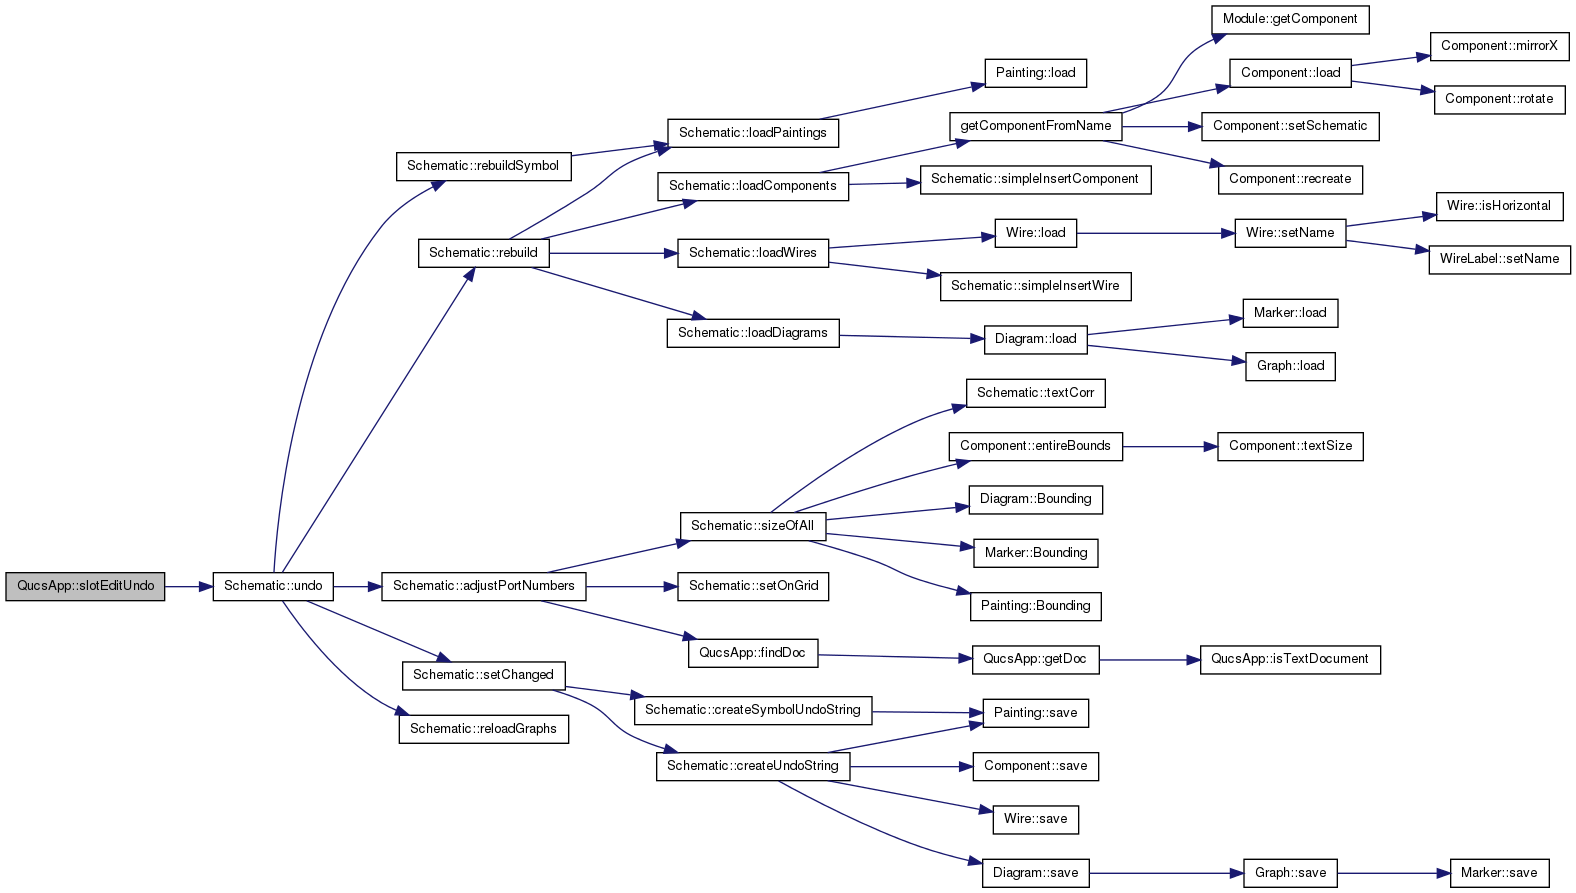 Module::getComponent
Component::mirrorX
Painting::load
Component::load
Component::rotate
getComponentFromName
Component::setSchematic
Schematic::loadPaintings
Schematic::rebuildSymbol
Schematic::loadComponents
Schematic::simpleInsertComponent
Component::recreate
Wire::isHorizontal
Schematic::rebuild
Schematic::loadWires
Wire::load
Wire::setName
WireLabel::setName
Schematic::simpleInsertWire
Marker::load
Schematic::loadDiagrams
Diagram::load
Graph::load
Schematic::textCorr
Component::entireBounds
Component::textSize
Diagram::Bounding
Schematic::sizeOfAll
Marker::Bounding
QucsApp::slotEditUndo
Schematic::undo
Schematic::adjustPortNumbers
Schematic::setOnGrid
Painting::Bounding
QucsApp::findDoc
QucsApp::getDoc
QucsApp::isTextDocument
Schematic::setChanged
Schematic::createSymbolUndoString
Painting::save
Schematic::reloadGraphs
Schematic::createUndoString
Component::save
Wire::save
Diagram::save
Graph::save
Marker::save